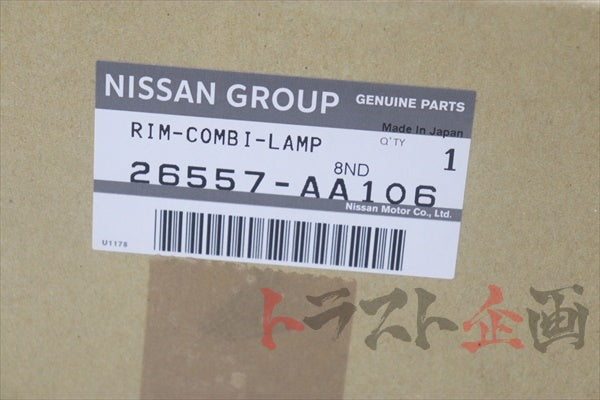 NISSAN GROUP GENUINE PARTS
Made In Japan
RIM-COMBI-LAMP Q'TY 1
8ND
26557-AA106
Nissan Motor Co., Ltd.
U1178
トラスト企画